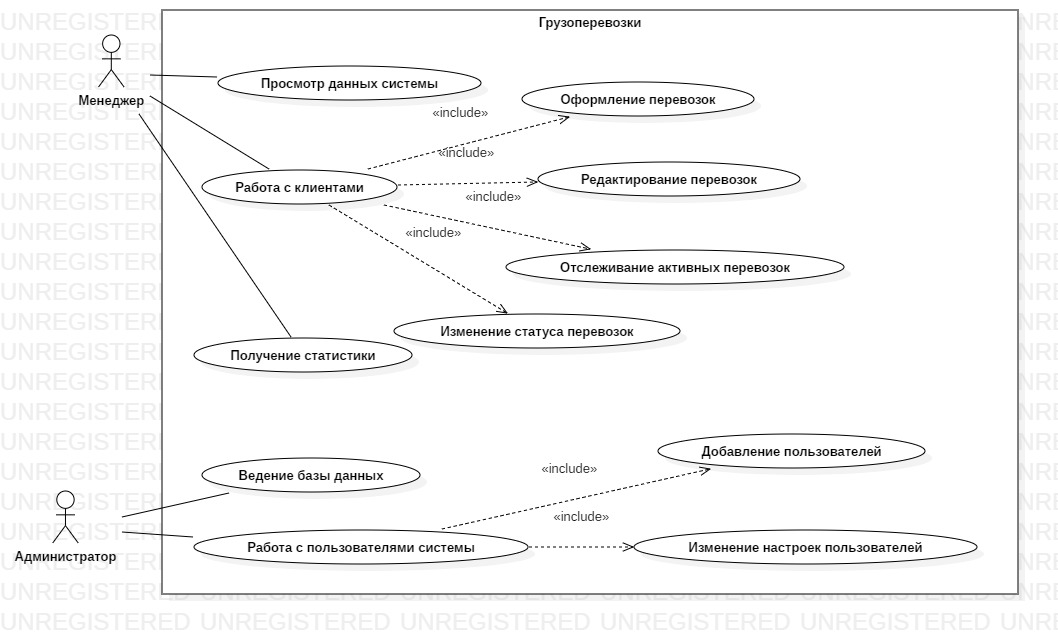 Грузоперевозки
Менеджер
Просмотр данных системы
Оформление перевозок
«include»
«include»
Работа с клиентами
Редактирование перевозок
«include»
«include»
Отслеживание активных перевозок
Изменение статуса перевозок
Получение статистики
Добавление пользователей
Ведение базы данных
«include»
«include»
Администратор
Работа с пользователями системы
Изменение настроек пользователей
UNREGISTERED UNREGISTERED UNREGISTERED UNREGISTERED UNREGISTERED